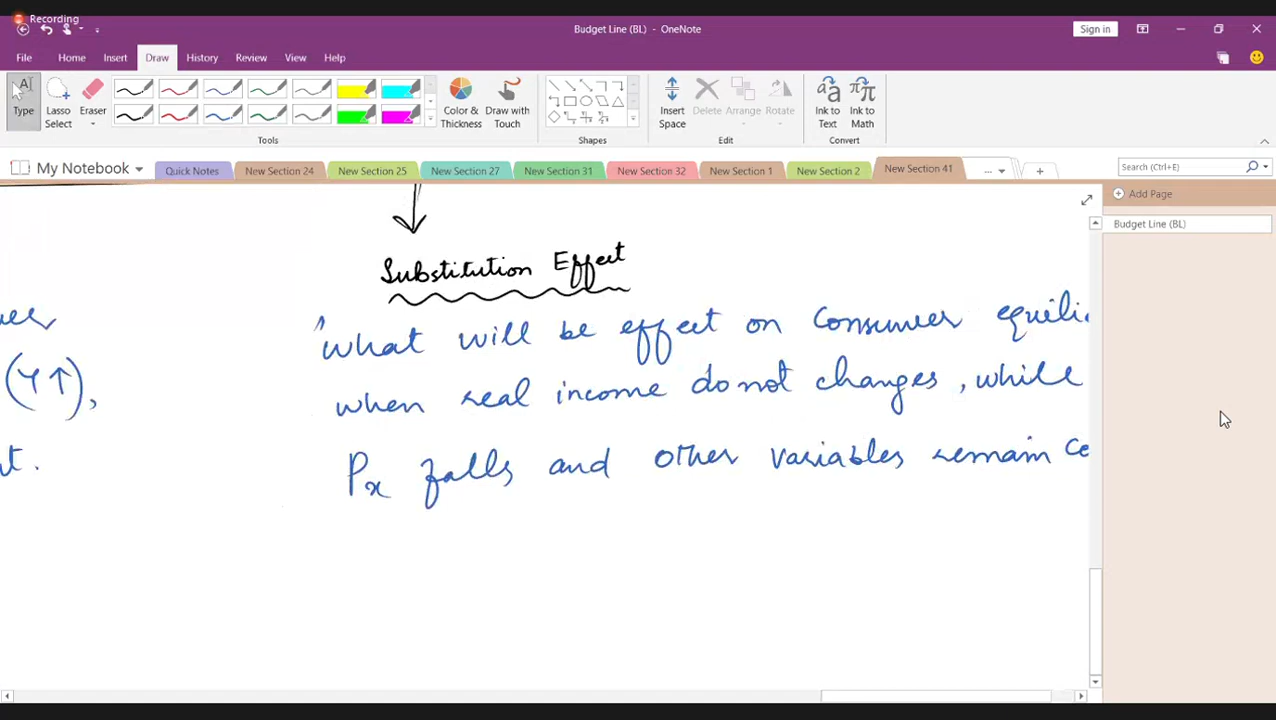 Recording
Budget Line (BL) - OneNote
Sign in
File Home Insert Draw History Review View Help
Type
Lasso Select
Eraser
Color & Thickness
Draw with Touch
Insert Space
Delete
Arrange
Rotate
Ink to Text
Ink to Math
Tools
Shapes
Edit
Convert
My Notebook
Quick Notes
New Section 24
New Section 25
New Section 27
New Section 31
New Section 32
New Section 1
New Section 2
New Section 41
...
Search (Ctrl+E)
Add Page
Budget Line (BL)
Substitution Effect
What will be effect on consumer equili
when real income do not changes, while
Px falls and other variables remain ce
(Y↑),
t.